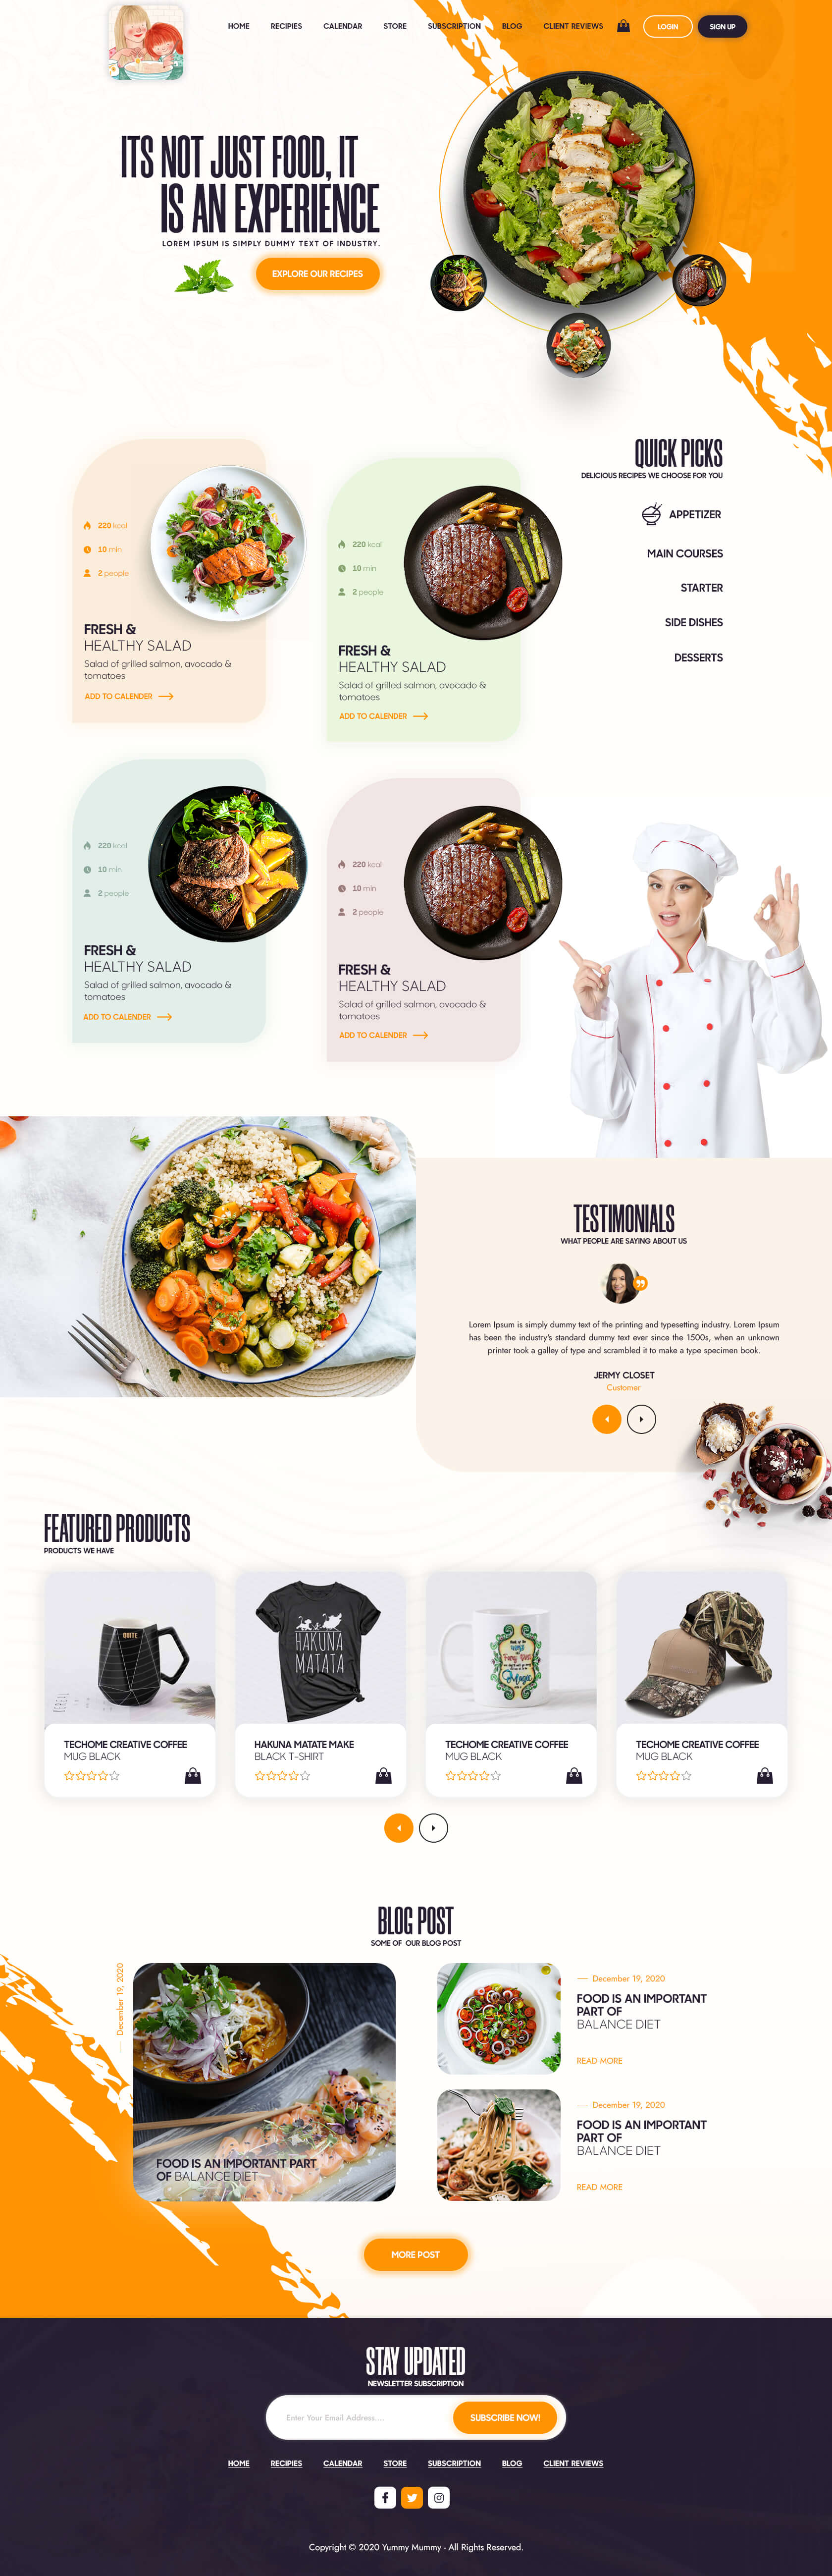 HOME RECIPIES CALENDAR STORE SUBSCRIPTION BLOG CLIENT REVIEWS LOGIN SIGN UP
ITS NOT JUST FOOD, IT
IS AN EXPERIENCE
LOREM IPSUM IS SIMPLY DUMMY TEXT OF INDUSTRY.
EXPLORE OUR RECIPES
QUICK PICKS
DELICIOUS RECIPES WE CHOOSE FOR YOU
APPETIZER
MAIN COURSES
STARTER
SIDE DISHES
DESSERTS
220 kcal
10 min
2 people
FRESH &
HEALTHY SALAD
Salad of grilled salmon, avocado &
tomatoes
ADD TO CALENDER
220 kcal
10 min
2 people
FRESH &
HEALTHY SALAD
Salad of grilled salmon, avocado &
tomatoes
ADD TO CALENDER
220 kcal
10 min
2 people
FRESH &
HEALTHY SALAD
Salad of grilled salmon, avocado &
tomatoes
ADD TO CALENDER
220 kcal
10 min
2 people
FRESH &
HEALTHY SALAD
Salad of grilled salmon, avocado &
tomatoes
ADD TO CALENDER
TESTIMONIALS
WHAT PEOPLE ARE SAYING ABOUT US
Lorem Ipsum is simply dummy text of the printing and typesetting industry. Lorem Ipsum
has been the industry's standard dummy text ever since the 1500s, when an unknown
printer took a galley of type and scrambled it to make a type specimen book.
JERMY CLOSET
Customer
FEATURED PRODUCTS
PRODUCTS WE HAVE
HAKUNA
MATATA
Magic
TECHOME CREATIVE COFFEE
MUG BLACK
HAKUNA MATATE MAKE
BLACK T-SHIRT
TECHOME CREATIVE COFFEE
MUG BLACK
TECHOME CREATIVE COFFEE
MUG BLACK
BLOG POST
SOME OF OUR BLOG POST
December 19, 2020
FOOD IS AN IMPORTANT PART
OF BALANCE DIET
December 19, 2020
FOOD IS AN IMPORTANT
PART OF
BALANCE DIET
READ MORE
December 19, 2020
FOOD IS AN IMPORTANT
PART OF
BALANCE DIET
READ MORE
MORE POST
STAY UPDATED
NEWSLETTER SUBSCRIPTION
Enter Your Email Address.... SUBSCRIBE NOW!
HOME RECIPIES CALENDAR STORE SUBSCRIPTION BLOG CLIENT REVIEWS
Copyright © 2020 Yummy Mummy - All Rights Reserved.